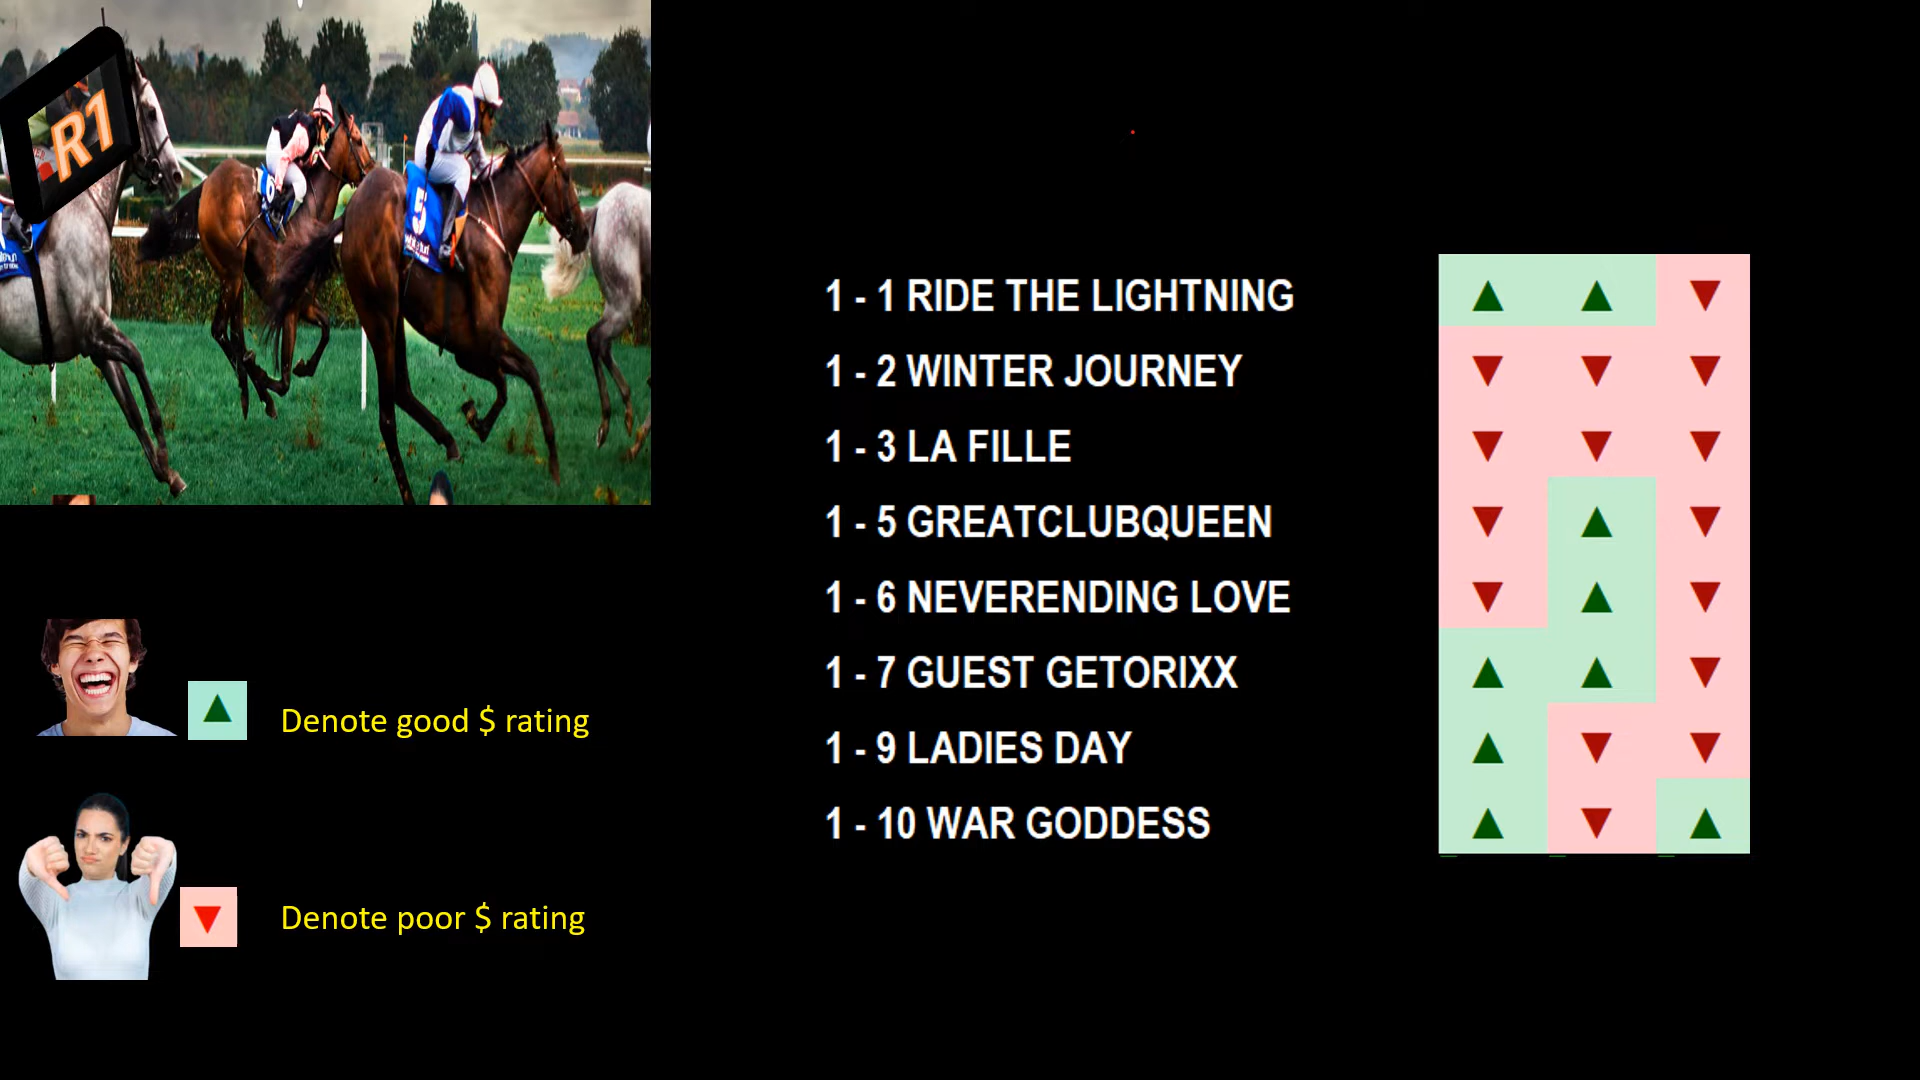 R1
6
5
1 - 1 RIDE THE LIGHTNING
1 - 2 WINTER JOURNEY
1 - 3 LA FILLE
1 - 5 GREATCLUBQUEEN
1 - 6 NEVERENDING LOVE
1 - 7 GUEST GETORIXX
1 - 9 LADIES DAY
1 - 10 WAR GODDESS
Denote good $ rating
Denote poor $ rating